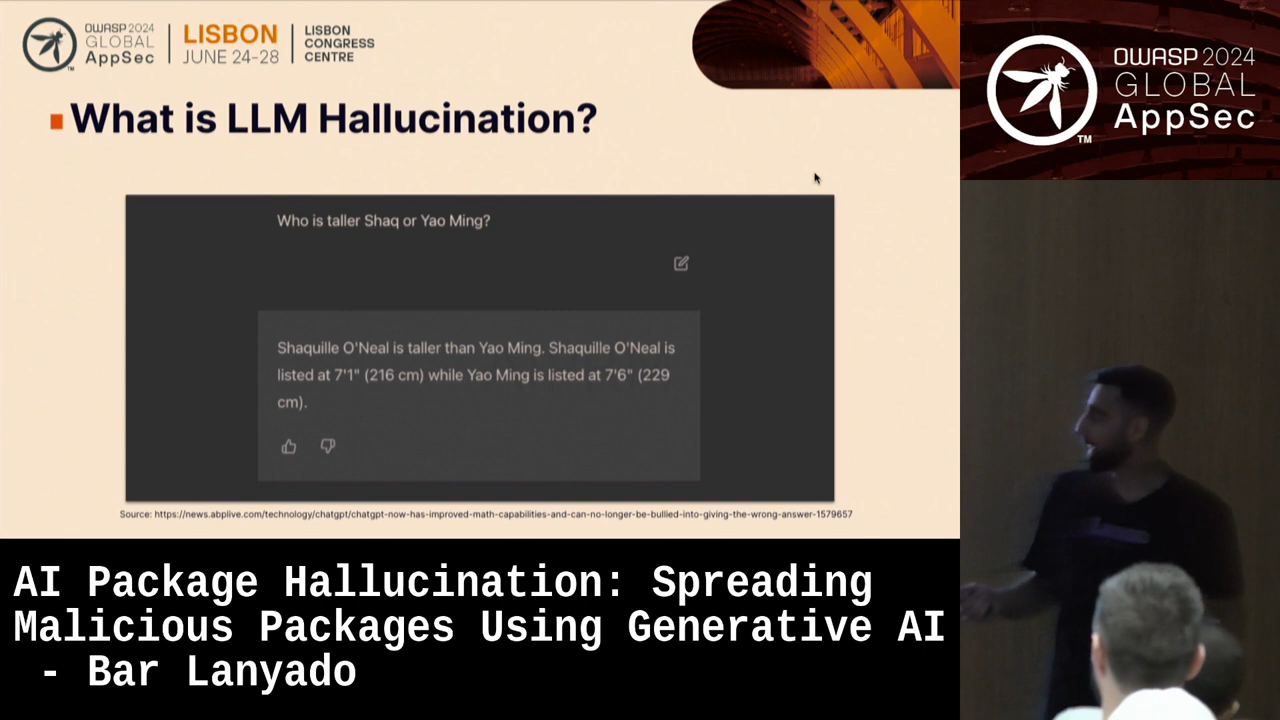 OWASP 2024
GLOBAL
AppSec
TM
LISBON
JUNE 24-28
LISBON
CONGRESS
CENTRE
What is LLM Hallucination?
Who is taller Shaq or Yao Ming?
Shaquille O'Neal is taller than Yao Ming. Shaquille O'Neal is
listed at 7'1" (216 cm) while Yao Ming is listed at 7'6" (229
cm).
Source: https://news.abplive.com/technology/chatgpt/chatgpt-now-has-improved-math-capabilities-and-can-no-longer-be-bullied-into-giving-the-wrong-answer-1579657
OWASP 2024
GLOBAL
AppSec
TM
AI Package Hallucination: Spreading
Malicious Packages Using Generative AI
- Bar Lanyado